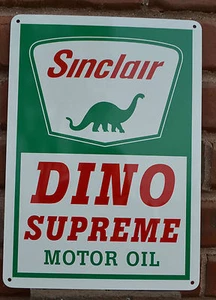 Sinclair
DINO
SUPREME
MOTOR OIL